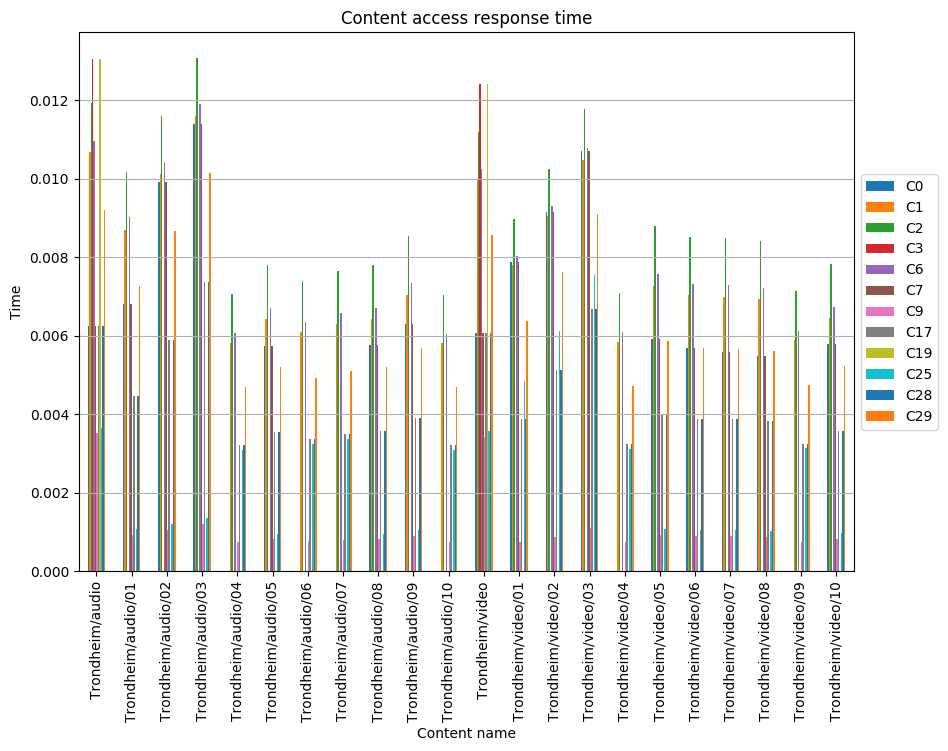 Content access response time
Time
0.012
0.010
0.008
0.006
0.004
0.002
0.000
C0
C1
C2
C3
C6
C7
C9
C17
C19
C25
C28
C29
Trondheim/audio
Trondheim/audio/01
Trondheim/audio/02
Trondheim/audio/03
Trondheim/audio/04
Trondheim/audio/05
Trondheim/audio/06
Trondheim/audio/07
Trondheim/audio/08
Trondheim/audio/09
Trondheim/audio/10
Trondheim/video
Trondheim/video/01
Trondheim/video/02
Trondheim/video/03
Trondheim/video/04
Trondheim/video/05
Trondheim/video/06
Trondheim/video/07
Trondheim/video/08
Trondheim/video/09
Trondheim/video/10
Content name